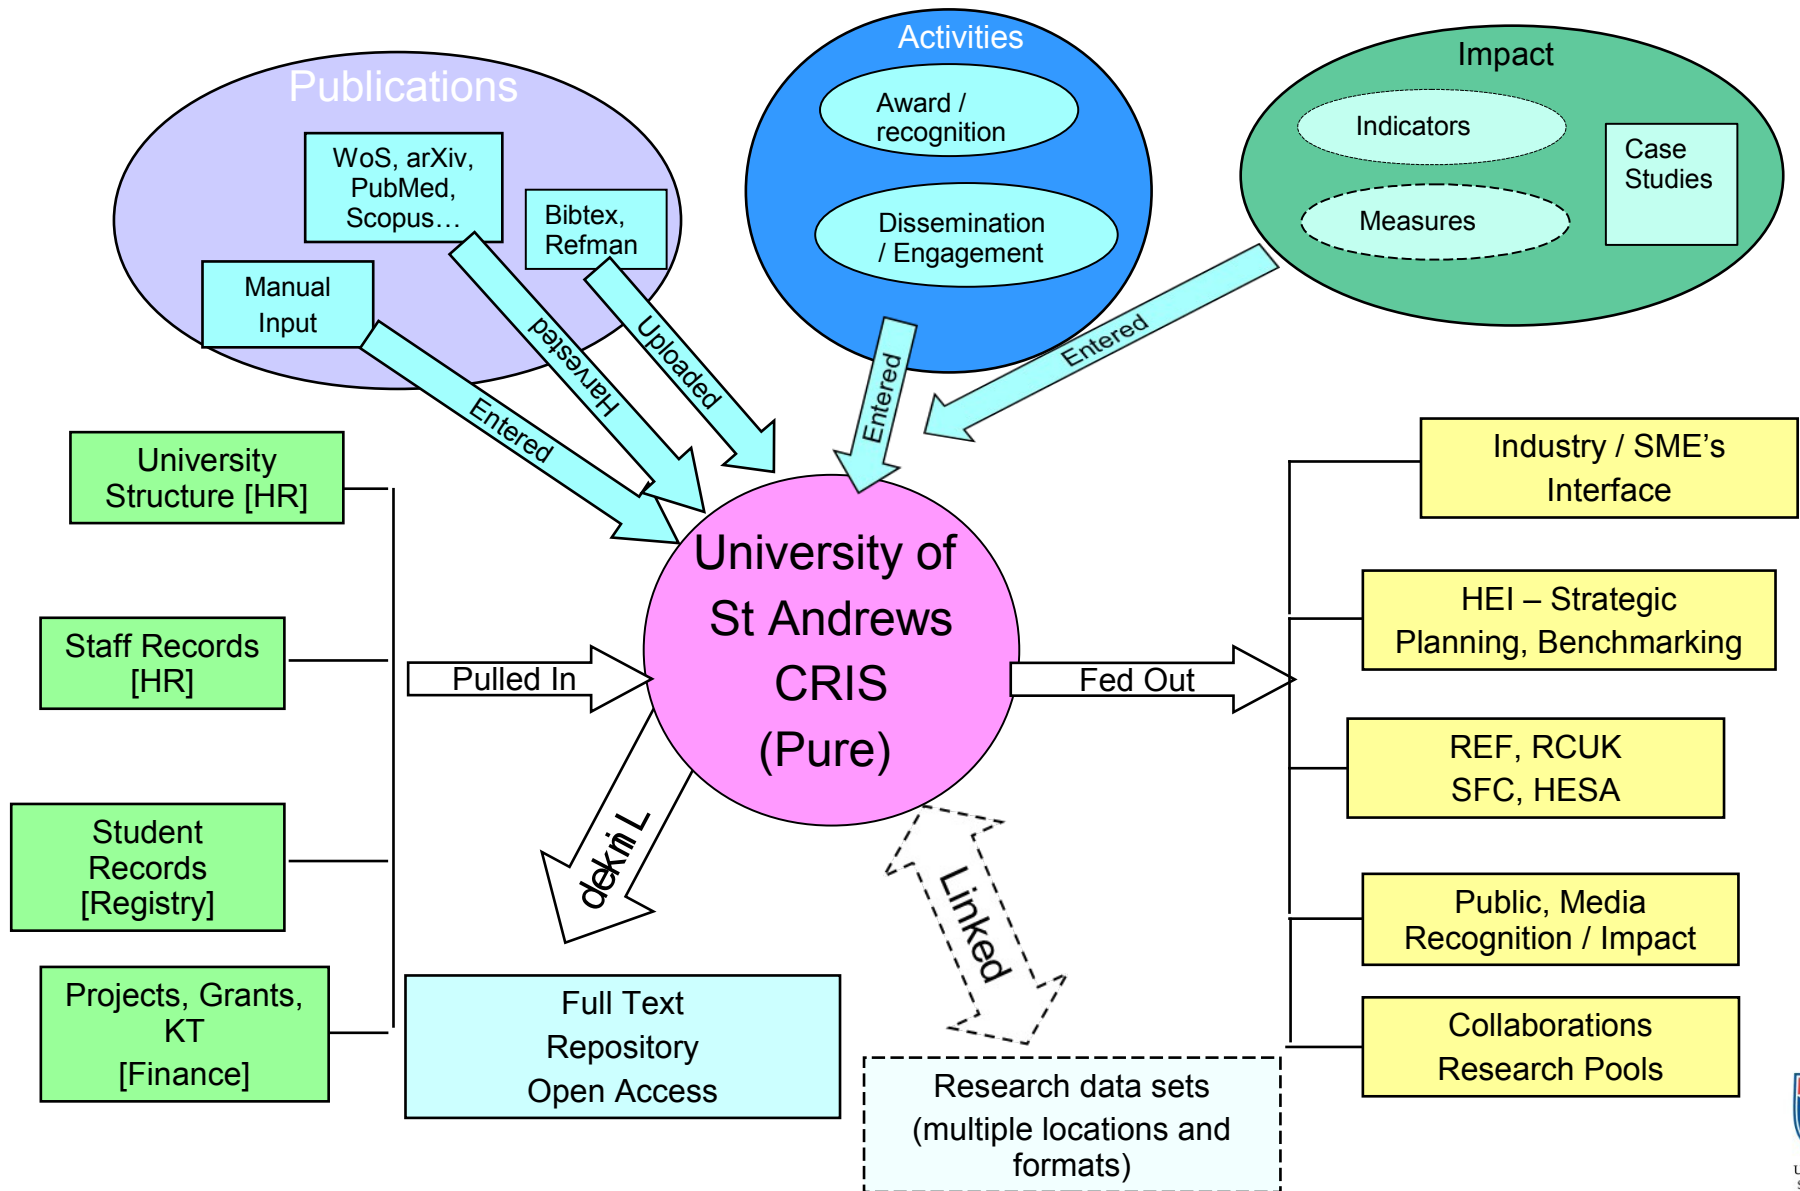 Publications
WoS, arXiv,
PubMed,
Scopus…
Bibtex,
Refman
Manual
Input
Entered
Harvested
Uploaded
Activities
Award /
recognition
Dissemination
/ Engagement
Entered
Impact
Indicators
Measures
Case
Studies
Entered
University
Structure [HR]
Staff Records
[HR]
Student
Records
[Registry]
Projects, Grants,
KT
[Finance]
Pulled In
University of
St Andrews
CRIS
(Pure)
Fed Out
Industry / SME's
Interface
HEI – Strategic
Planning, Benchmarking
REF, RCUK
SFC, HESA
Public, Media
Recognition / Impact
Collaborations
Research Pools
Linked
Full Text
Repository
Open Access
Linked
Research data sets
(multiple locations and
formats)